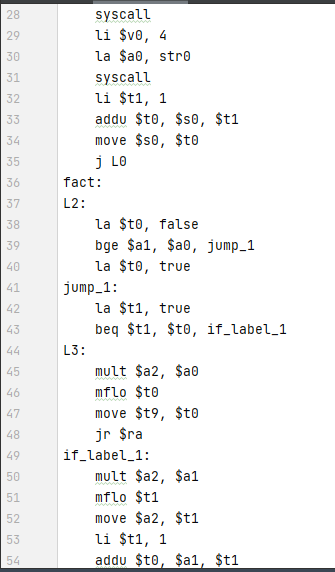 28 syscall
29 li $v0, 4
30 la $a0, str0
31 syscall
32 li $t1, 1
33 addu $t0, $s0, $t1
34 move $s0, $t0
35 j L0
36 fact:
37 L2:
38 la $t0, false
39 bge $a1, $a0, jump_1
40 la $t0, true
41 jump_1:
42 la $t1, true
43 beq $t1, $t0, if_label_1
44 L3:
45 mult $a2, $a0
46 mflo $t0
47 move $t9, $t0
48 jr $ra
49 if_label_1:
50 mult $a2, $a1
51 mflo $t1
52 move $a2, $t1
53 li $t1, 1
54 addu $t0, $a1, $t1